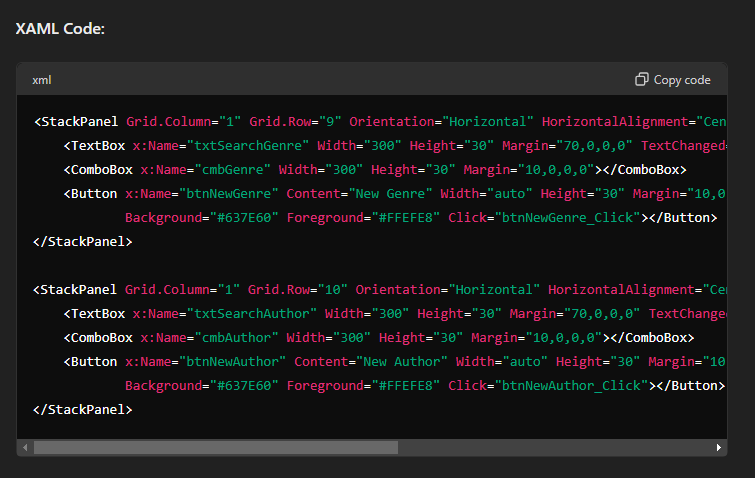 XAML Code:
xml
Copy code
<StackPanel Grid.Column="1" Grid.Row="9" Orientation="Horizontal" HorizontalAlignment="Cen
<TextBox x:Name="txtSearchGenre" Width="300" Height="30" Margin="70,0,0,0" TextChanged=
<ComboBox x:Name="cmbGenre" Width="300" Height="30" Margin="10,0,0,0"></ComboBox>
<Button x:Name="btnNewGenre" Content="New Genre" Width="auto" Height="30" Margin="10,0
Background="#637E60" Foreground="#FFEFE8" Click="btnNewGenre_Click"></Button>
</StackPanel>
<StackPanel Grid.Column="1" Grid.Row="10" Orientation="Horizontal" HorizontalAlignment="Ce
<TextBox x:Name="txtSearchAuthor" Width="300" Height="30" Margin="70,0,0,0" TextChanged
<ComboBox x:Name="cmbAuthor" Width="300" Height="30" Margin="10,0,0,0"></ComboBox>
<Button x:Name="btnNewAuthor" Content="New Author" Width="auto" Height="30" Margin="10
Background="#637E60" Foreground="#FFEFE8" Click="btnNewAuthor_Click"></Button>
</StackPanel>